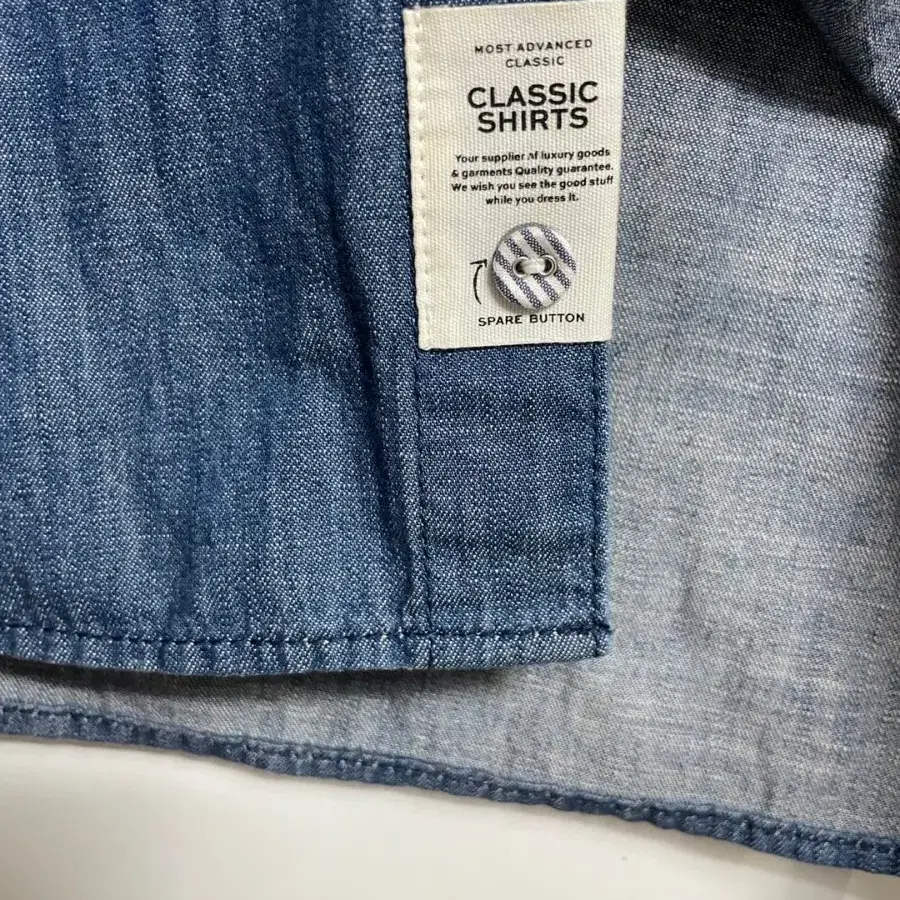 MOST ADVANCED
CLASSIC
CLASSIC
SHIRTS
Your supplier of luxury goods
& garments Quality guarantee.
We wish you see the good stuff
while you dress it.
SPARE BUTTON